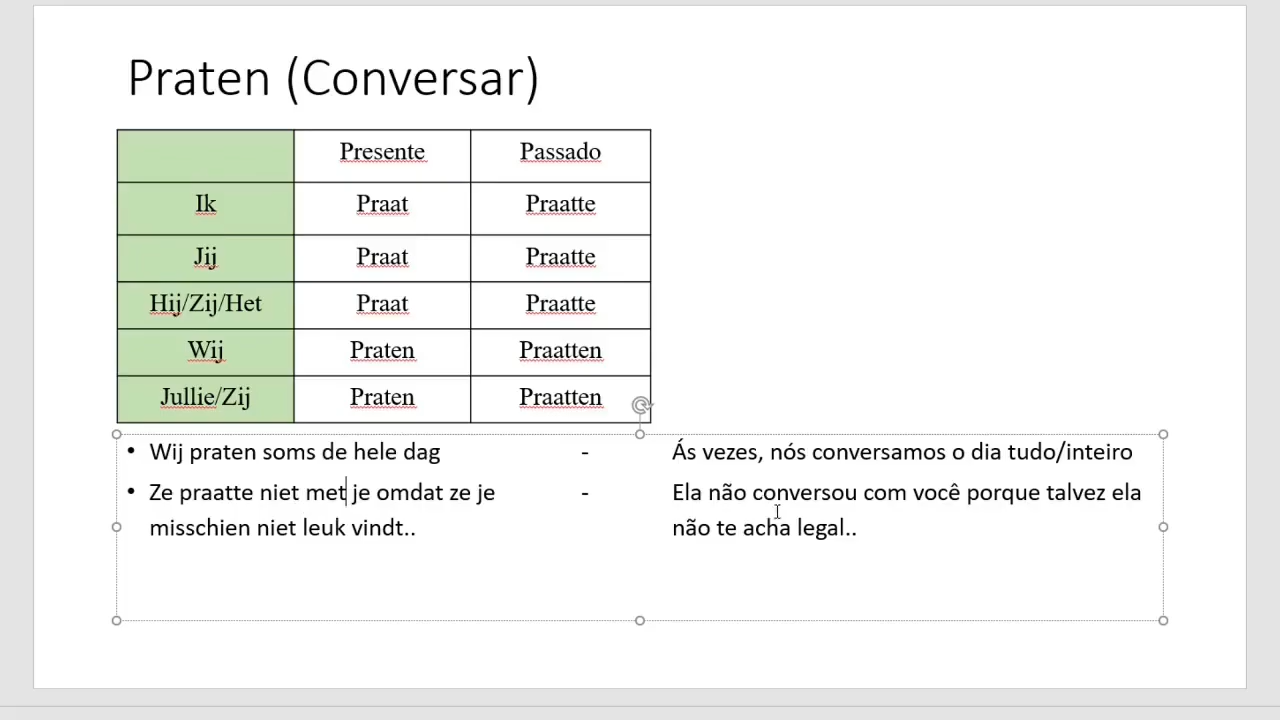 Praten (Conversar)
Presente Passado
Ik Praat Praatte
Jij Praat Praatte
Hij/Zij/Het Praat Praatte
Wij Praten Praatten
Jullie/Zij Praten Praatten
• Wij praten soms de hele dag - Ás vezes, nós conversamos o dia tudo/inteiro
• Ze praatte niet met je omdat ze je - Ela não conversou com você porque talvez ela
misschien niet leuk vindt.. não te acha legal..